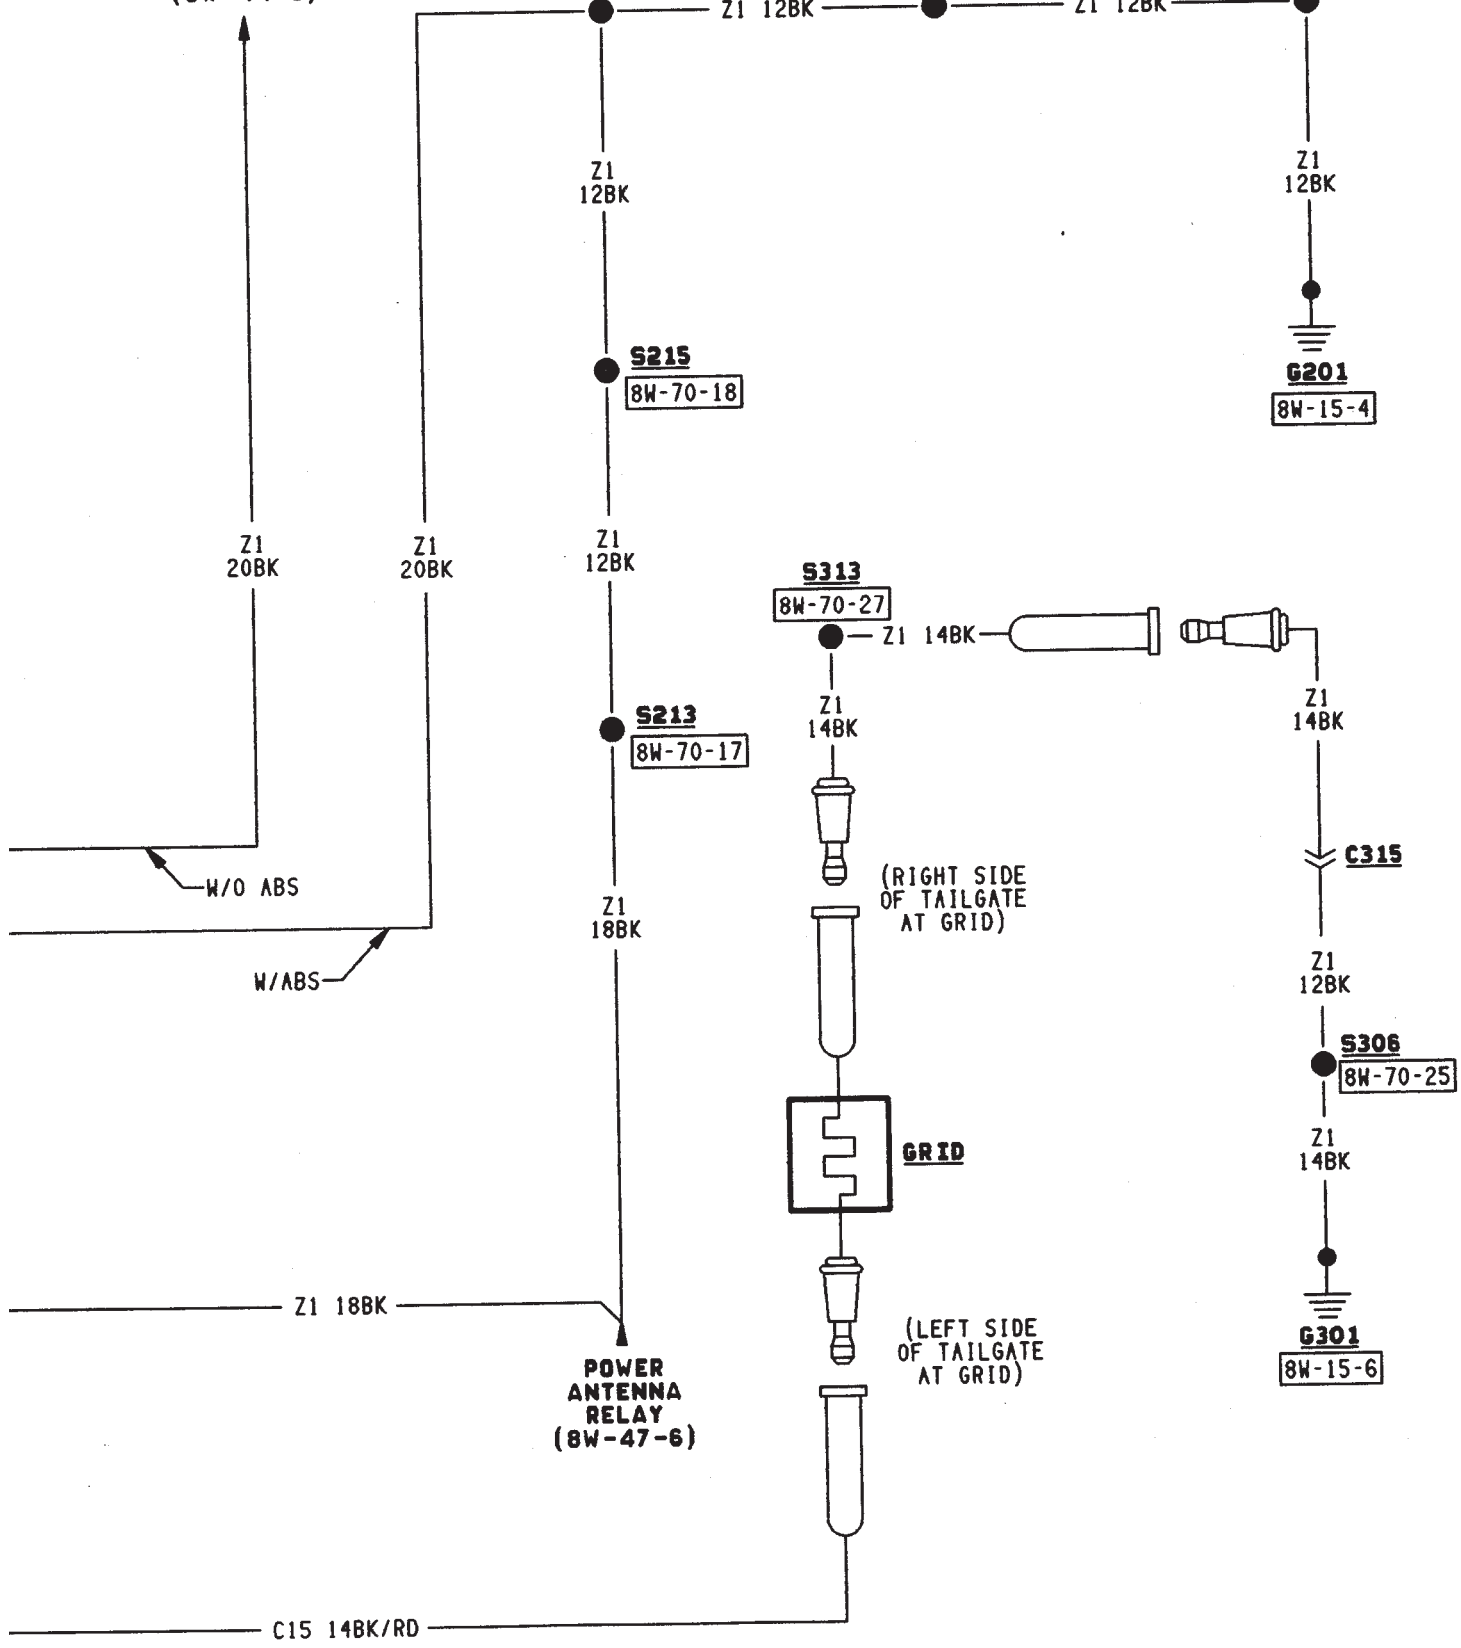 Z1 12BK
Z1 12BK
Z1
12BK
Z1
12BK
S215
8W-70-18
G201
8W-15-4
Z1
20BK
Z1
20BK
Z1
12BK
S313
8W-70-27
Z1 14BK
Z1
14BK
Z1
14BK
S213
8W-70-17
C315
W/O ABS
(RIGHT SIDE
OF TAILGATE
AT GRID)
Z1
18BK
W/ABS
Z1
12BK
S306
8W-70-25
Z1
14BK
GRID
Z1 18BK
(LEFT SIDE
OF TAILGATE
AT GRID)
G301
8W-15-6
POWER
ANTENNA
RELAY
(8W-47-6)
C15 14BK/RD